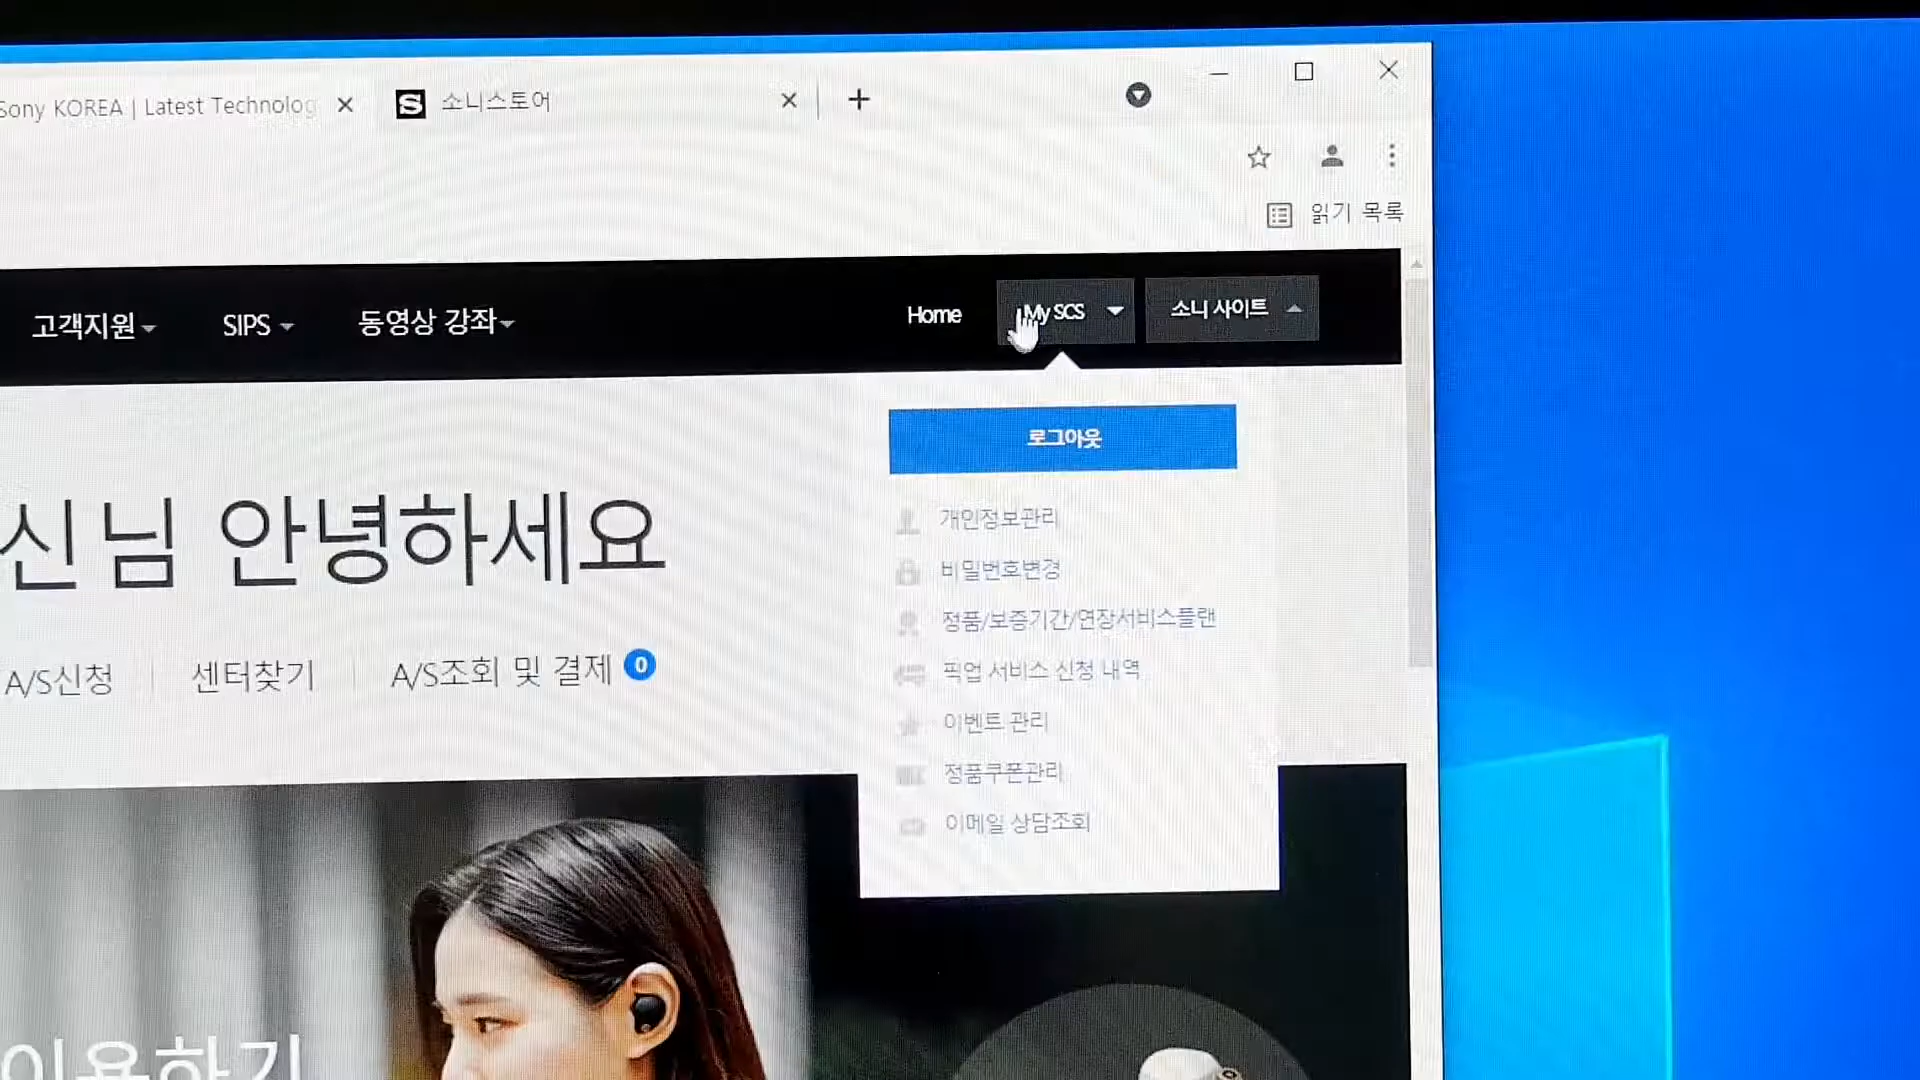 Sony KOREA | Latest Technolog
소니스토어
읽기 목록
고객지원 SIPS 동영상 강좌 Home My SCS 소니 사이트
로그아웃
개인정보관리
비밀번호변경
정품/보증기간/연장서비스플랜
픽업 서비스 신청 내역
이벤트 관리
정품쿠폰관리
이메일 상담조회
신님 안녕하세요
A/S신청 센터찾기 A/S조회 및 결제 0
이용하기